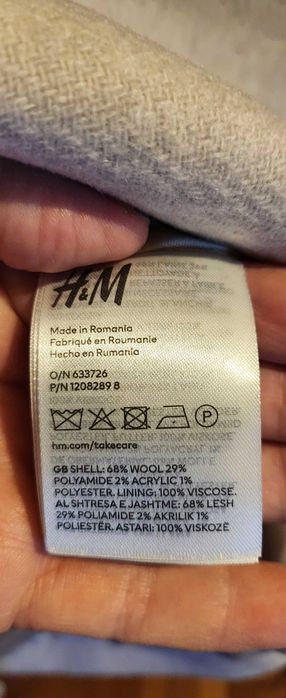 H&M
Made in Romania
Fabriqué en Roumanie
Hecho en Rumania
O/N 633726
P/N 1208289 8
P
hm.com/takecare
GB SHELL: 68% WOOL 29%
POLYAMIDE 2% ACRYLIC 1%
POLYESTER. LINING: 100% VISCOSE.
AL SHTRESA E JASHTME: 68% LESH
29% POLIAMIDE 2% AKRILIK 1%
POLIESTËR. ASTARI: 100% VISKOZË